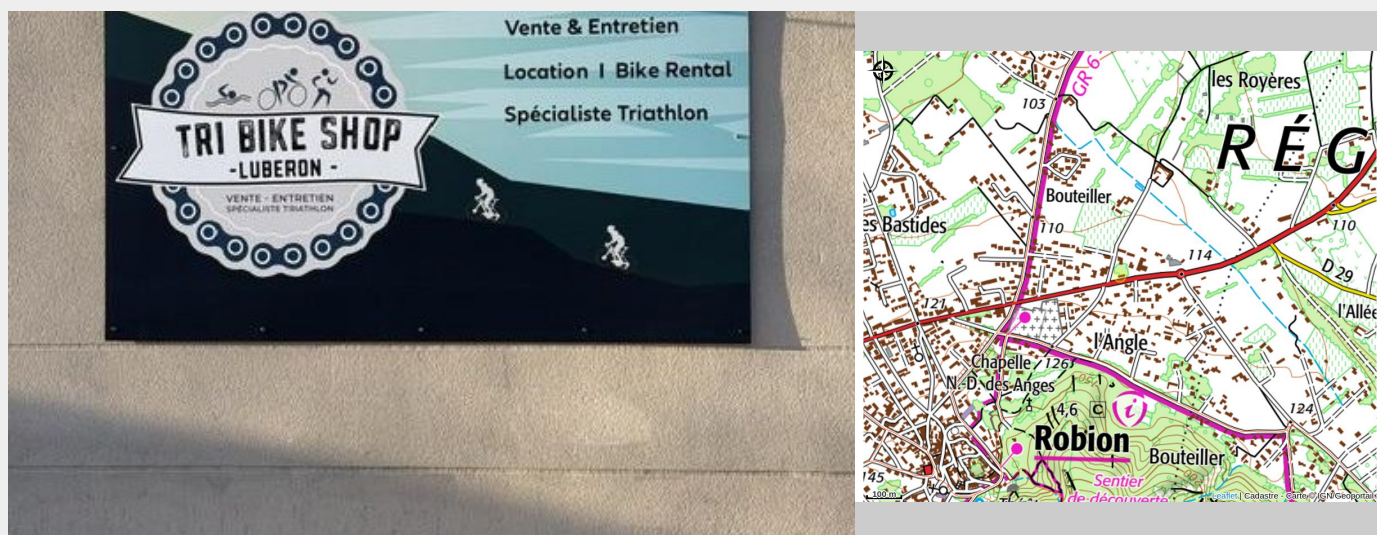 Vente & Entretien
Location I Bike Rental
Spécialiste Triathlon
TRI BIKE SHOP
-LUBERON -
VENTE - ENTRETIEN
SPÉCIALISTE TRIATHLON
GR 6
les Royères
103
RÉG
Bouteiller
es Bastides
110
110
114
D 29
121
l'Allée
l'Angle
Chapelle
126
N.-D. des Anges
4,6
C
i
124
Robion
Bouteiller
145
Sentier
de découverte
100 m
Leaflet | Cadastre - Carte © IGN/Geoportail